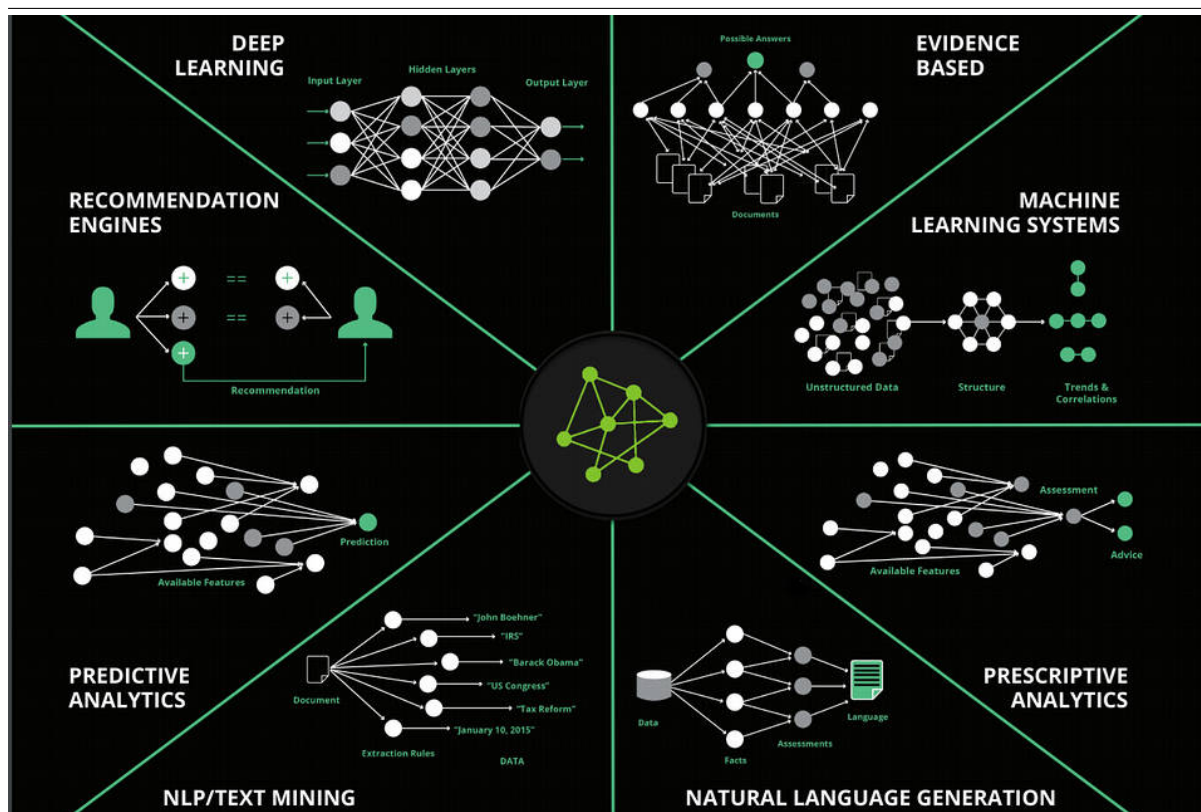 DEEP
LEARNING
Input Layer
Hidden Layers
Output Layer
Possible Answers
Documents
EVIDENCE
BASED
RECOMMENDATION
ENGINES
==
==
Recommendation
MACHINE
LEARNING SYSTEMS
Unstructured Data
Structure
Trends &
Correlations
Prediction
Available Features
PREDICTIVE
ANALYTICS
Assessment
Advice
Available Features
PRESCRIPTIVE
ANALYTICS
Document
"John Boehner"
"IRS"
"Barack Obama"
"US Congress"
"Tax Reform"
"January 10, 2015"
Extraction Rules
DATA
NLP/TEXT MINING
Data
Facts
Assessments
Language
NATURAL LANGUAGE GENERATION